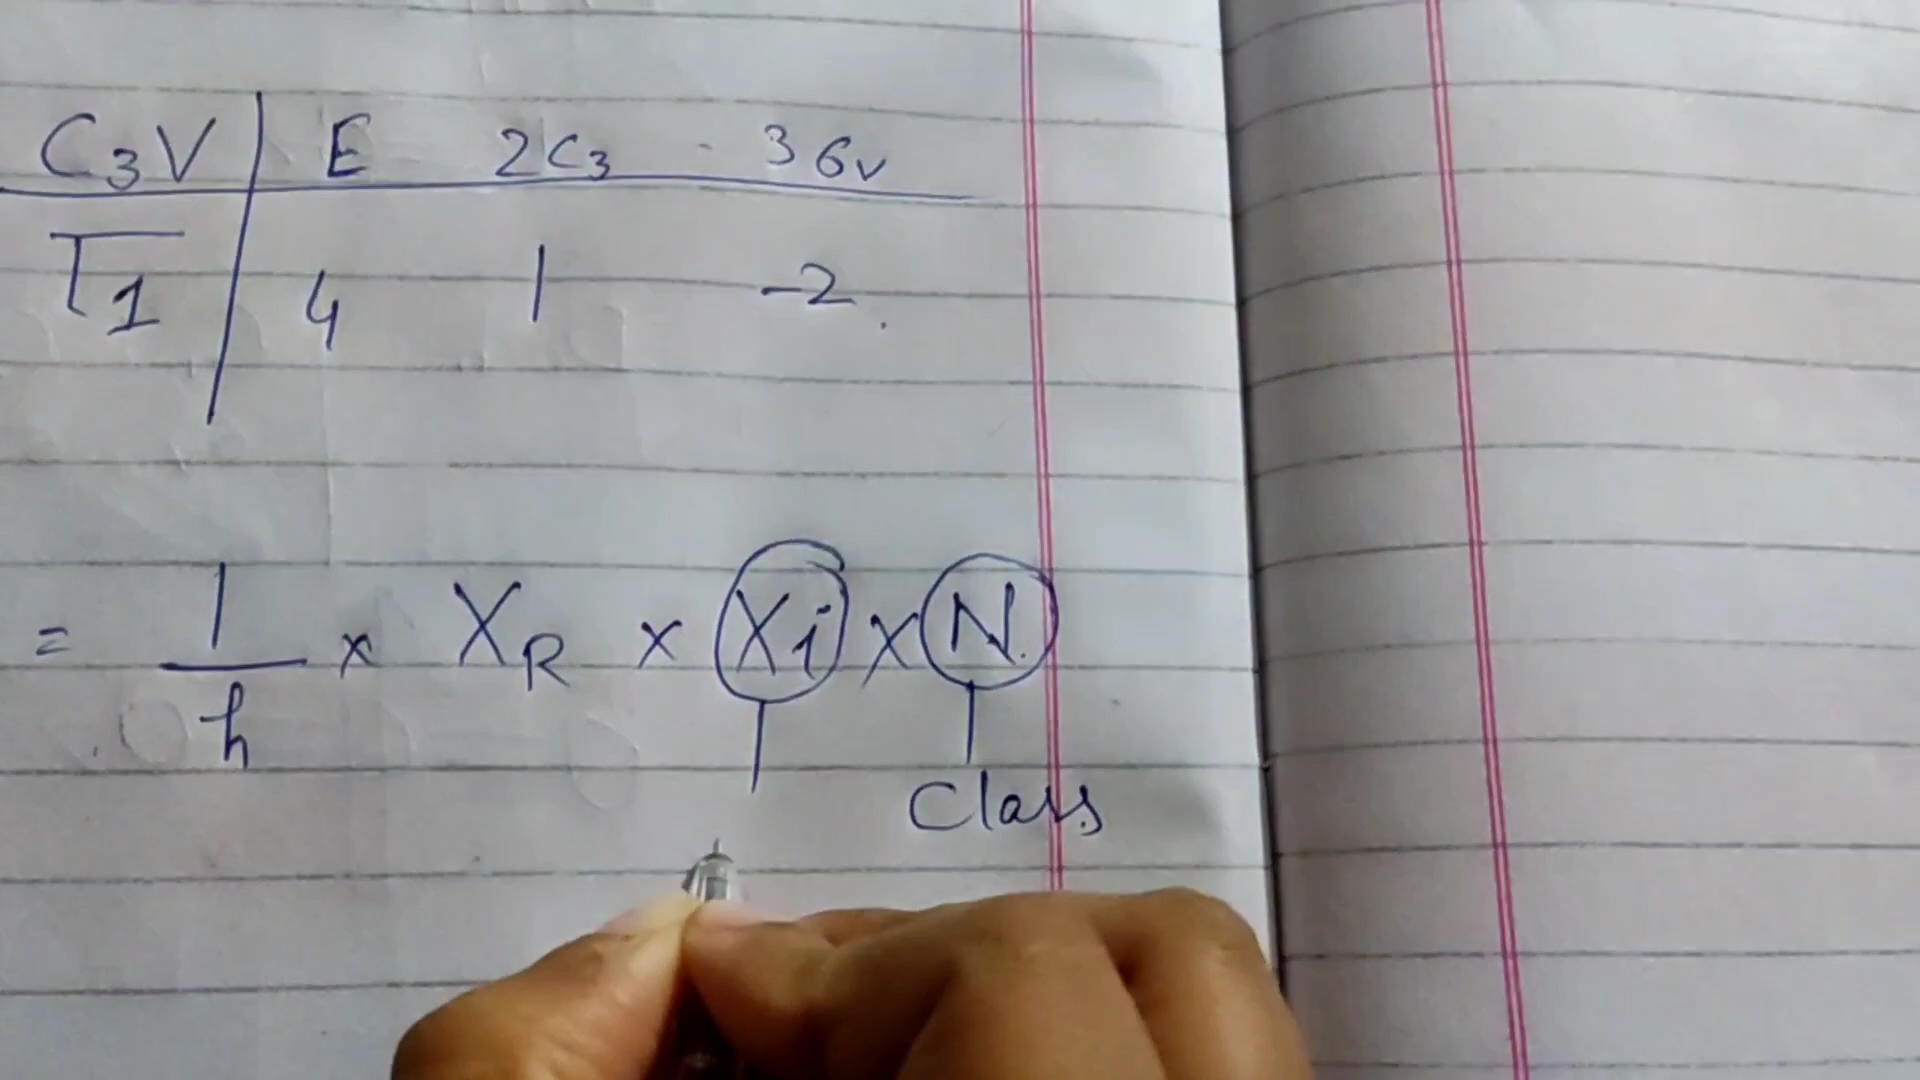 C3V E 2C3 3σv
Γ1 4 1 -2
= 1/h × XR × Xi × N
Class